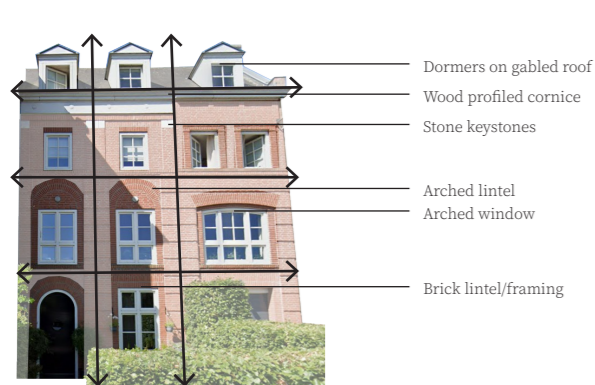 Dormers on gabled roof
Wood profiled cornice
Stone keystones
Arched lintel
Arched window
Brick lintel/framing